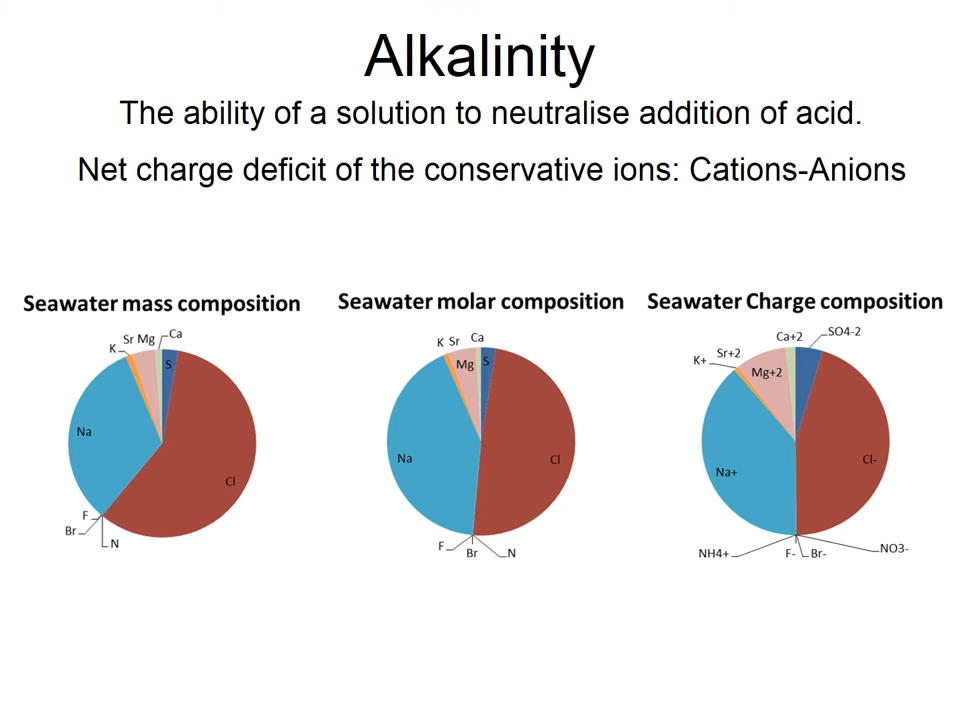 Alkalinity
The ability of a solution to neutralise addition of acid.
Net charge deficit of the conservative ions: Cations-Anions
Seawater mass composition
K
Sr
Mg
Ca
S
Na
Cl
F
Br
N
Seawater molar composition
K
Sr
Ca
Mg
S
Na
Cl
F
Br
N
Seawater Charge composition
K+
Sr+2
Ca+2
SO4-2
Mg+2
Na+
Cl-
NH4+
F-
Br-
NO3-